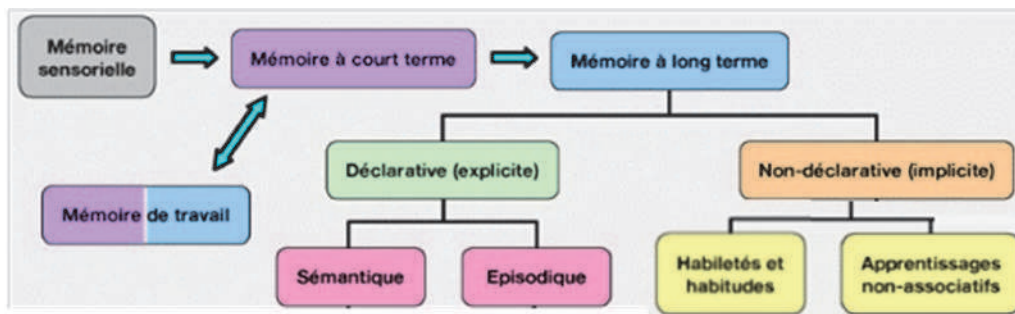 Mémoire
sensorielle
Mémoire à court terme
Mémoire à long terme
Déclarative (explicite)
Non-déclarative (implicite)
Mémoire de travail
Sémantique
Episodique
Habiletés et
habitudes
Apprentissages
non-associatifs